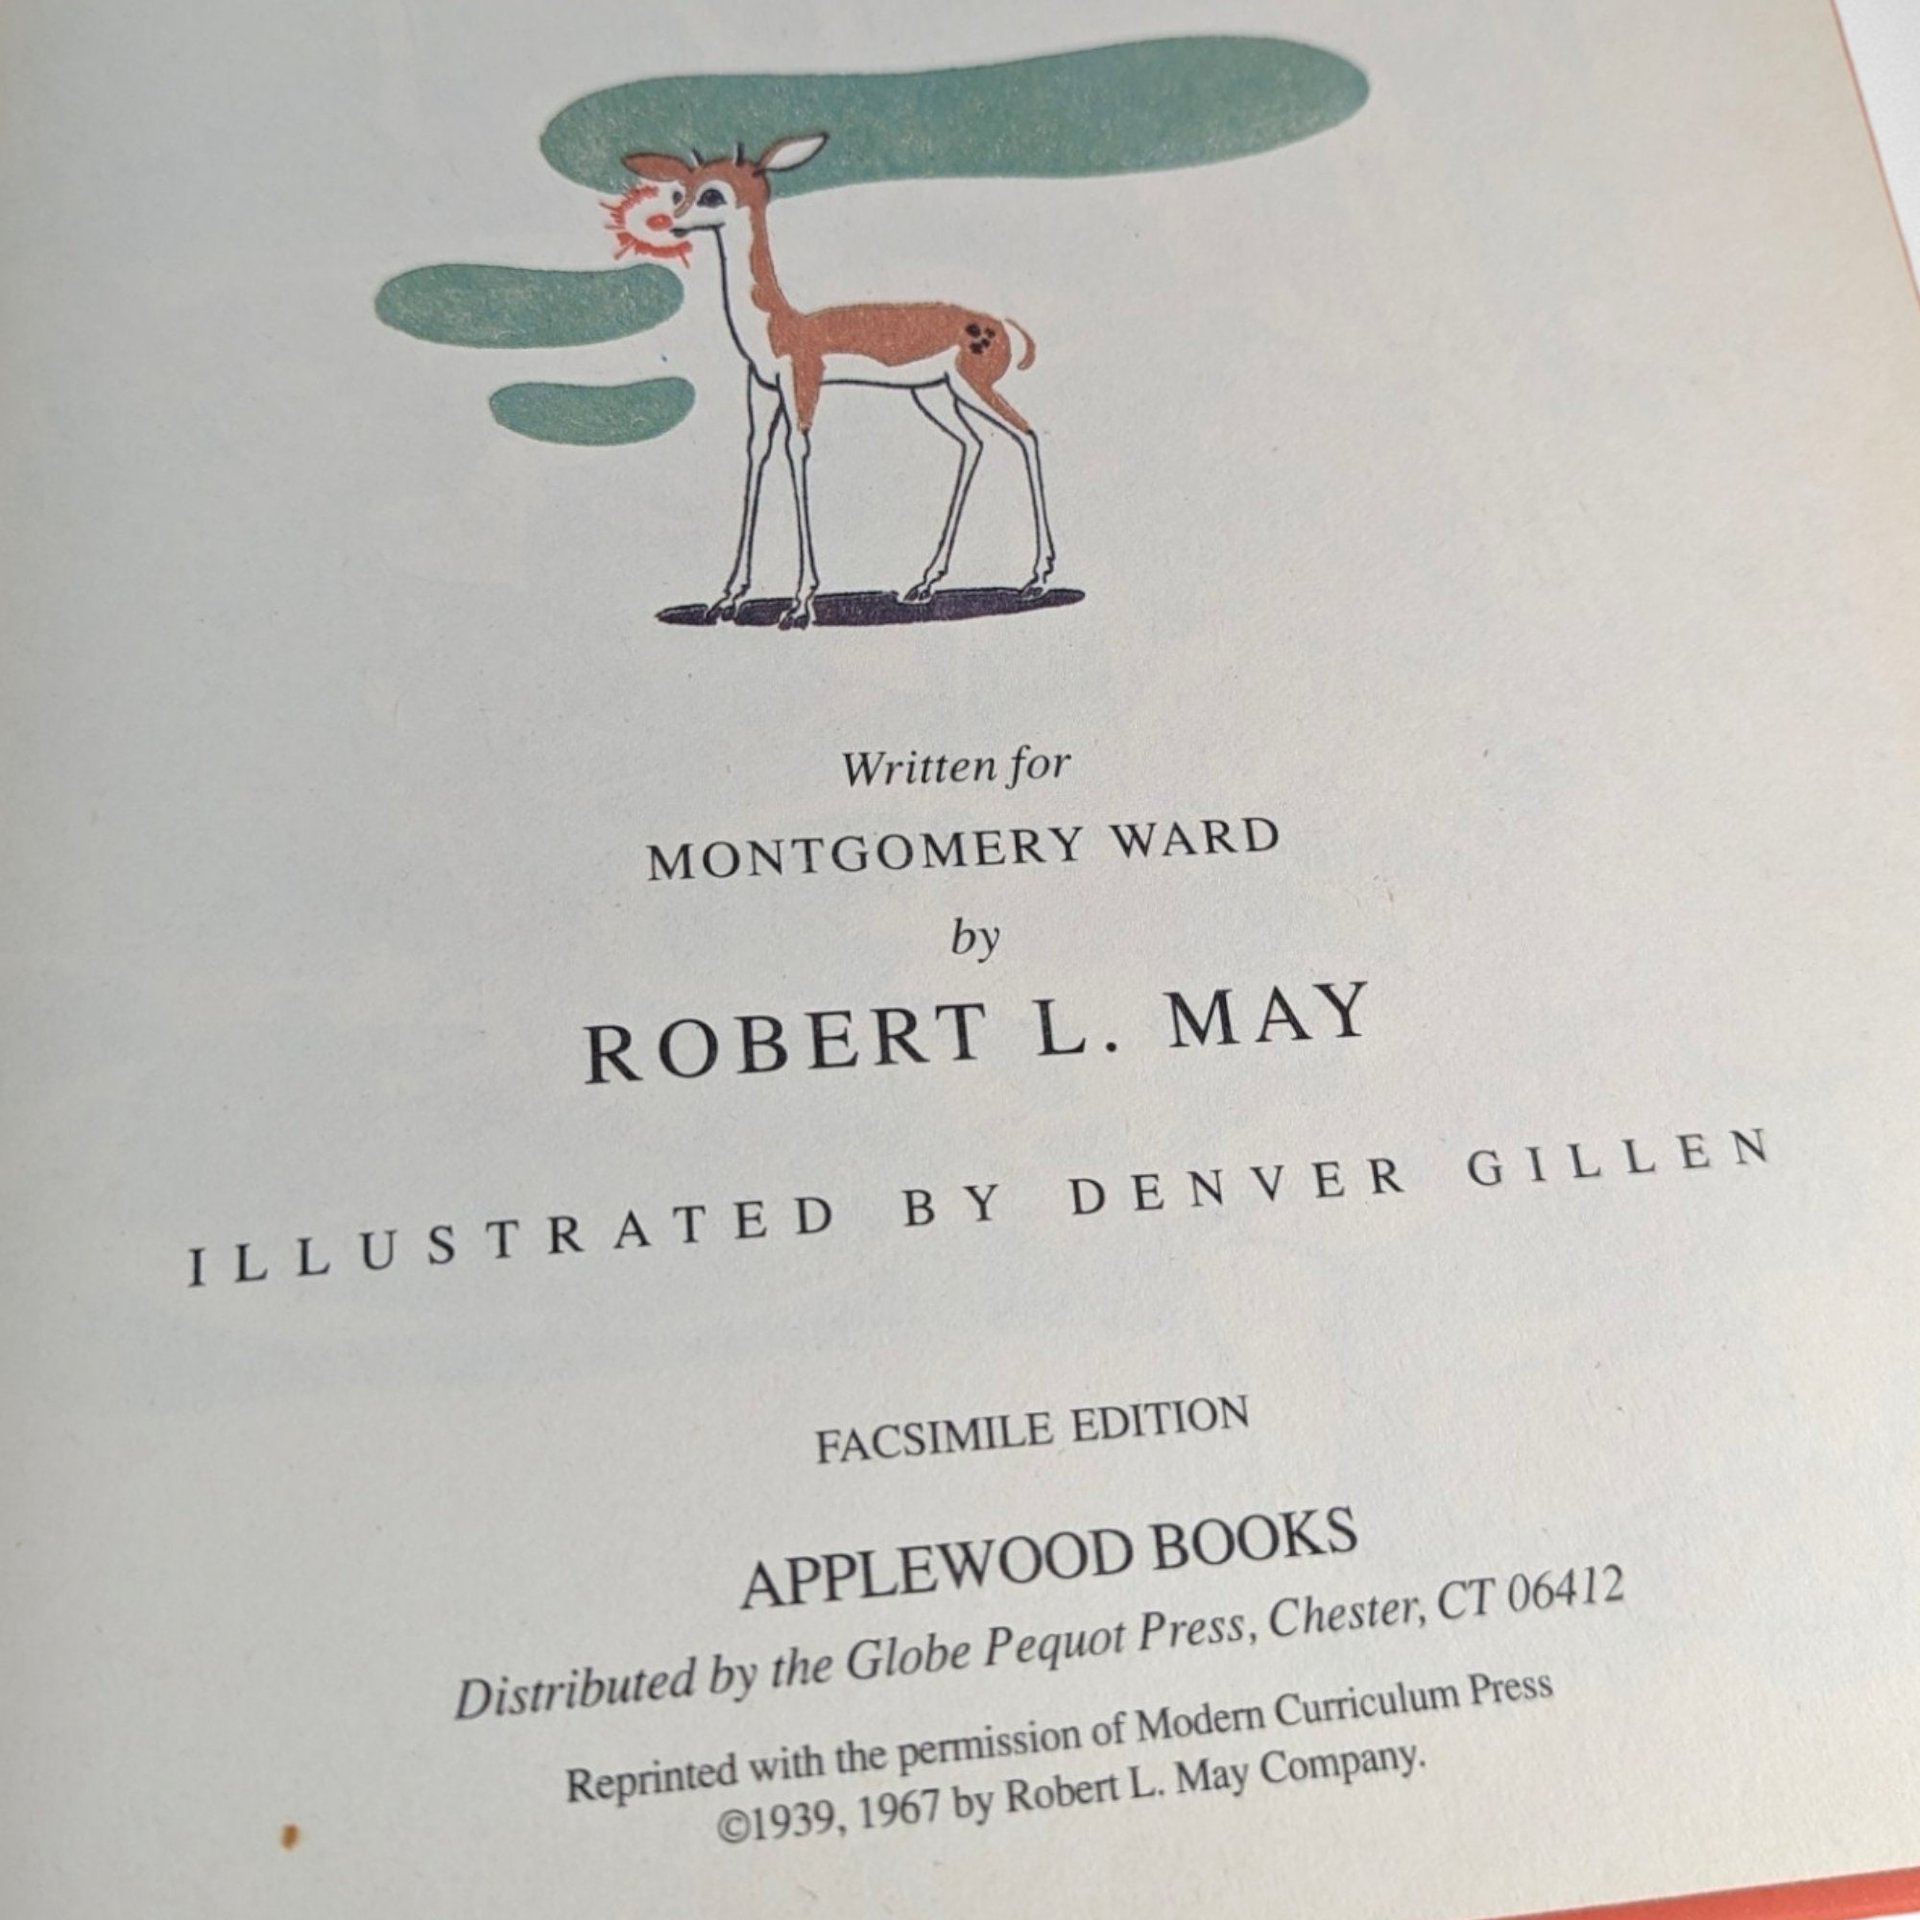 Written for
MONTGOMERY WARD
by
ROBERT L. MAY
ILLUSTRATED BY DENVER GILLEN
FACSIMILE EDITION
APPLEWOOD BOOKS
Distributed by the Globe Pequot Press, Chester, CT 06412
Reprinted with the permission of Modern Curriculum Press
©1939, 1967 by Robert L. May Company.